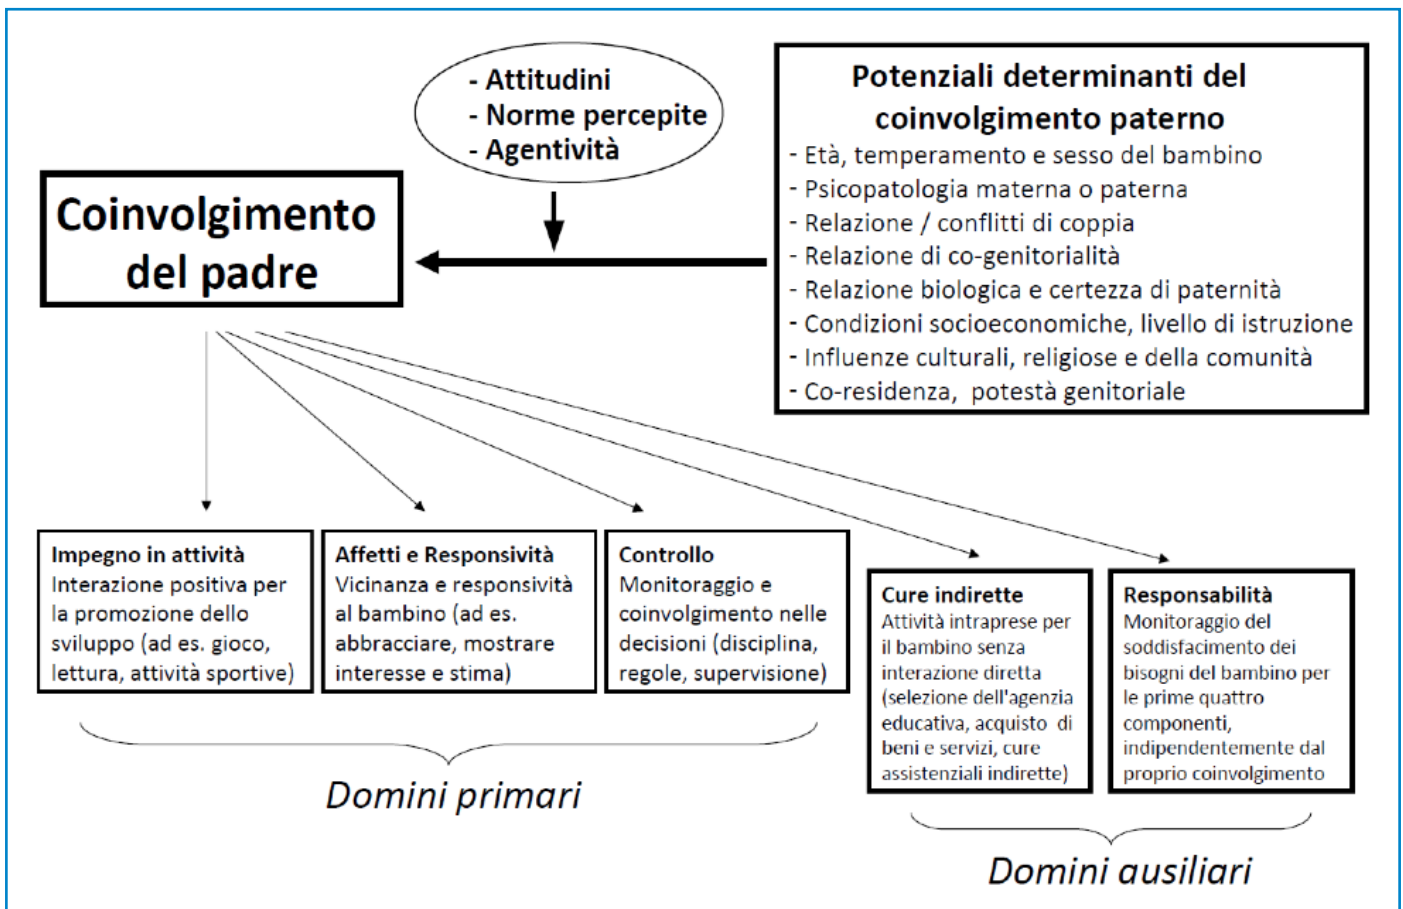 - Attitudini
- Norme percepite
- Agentività
Potenziali determinanti del
coinvolgimento paterno
- Età, temperamento e sesso del bambino
- Psicopatologia materna o paterna
- Relazione / conflitti di coppia
- Relazione di co-genitorialità
- Relazione biologica e certezza di paternità
- Condizioni socioeconomiche, livello di istruzione
- Influenze culturali, religiose e della comunità
- Co-residenza, potestà genitoriale
Coinvolgimento
del padre
Impegno in attività
Interazione positiva per
la promozione dello
sviluppo (ad es. gioco,
lettura, attività sportive)
Affetti e Responsività
Vicinanza e responsività
al bambino (ad es.
abbracciare, mostrare
interesse e stima)
Controllo
Monitoraggio e
coinvolgimento nelle
decisioni (disciplina,
regole, supervisione)
Cure indirette
Attività intraprese per
il bambino senza
interazione diretta
(selezione dell'agenzia
educativa, acquisto di
beni e servizi, cure
assistenziali indirette)
Responsabilità
Monitoraggio del
soddisfacimento dei
bisogni del bambino per
le prime quattro
componenti,
indipendentemente dal
proprio coinvolgimento
Domini primari
Domini ausiliari